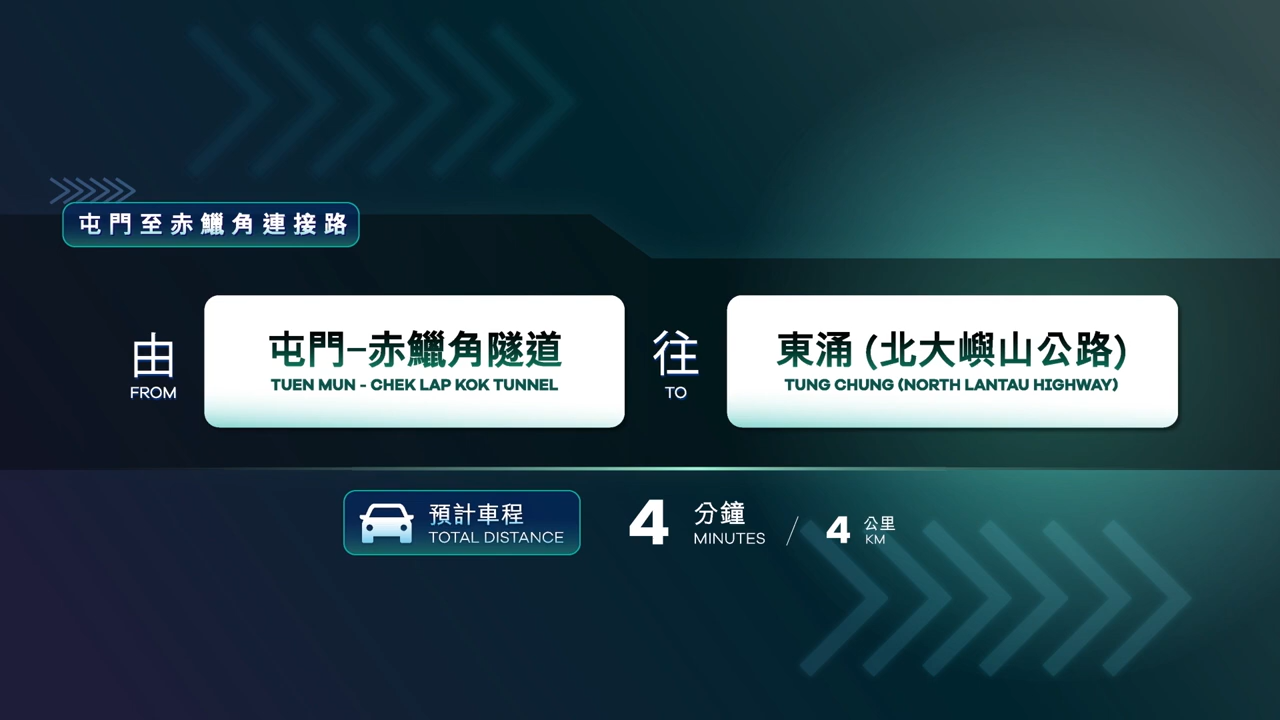 屯門至赤鱲角連接路
由
FROM
屯門-赤鱲角隧道
TUEN MUN - CHEK LAP KOK TUNNEL
往
TO
東涌 (北大嶼山公路)
TUNG CHUNG (NORTH LANTAU HIGHWAY)
預計車程
TOTAL DISTANCE
4 分鐘
MINUTES
/
4 公里
KM